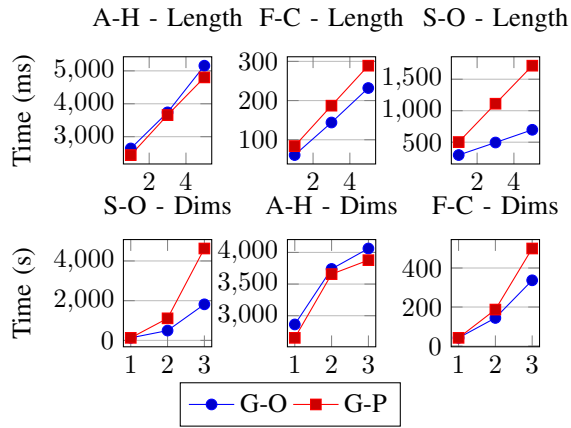 A-H - Length F-C - Length S-O - Length
Time (ms)
5,000
4,000
3,000
2 4
300
200
100
2 4
1,500
1,000
500
2 4
S-O - Dims A-H - Dims F-C - Dims
Time (s)
4,000
2,000
0
1 2 3
4,000
3,500
3,000
1 2 3
400
200
0
1 2 3
G-O G-P